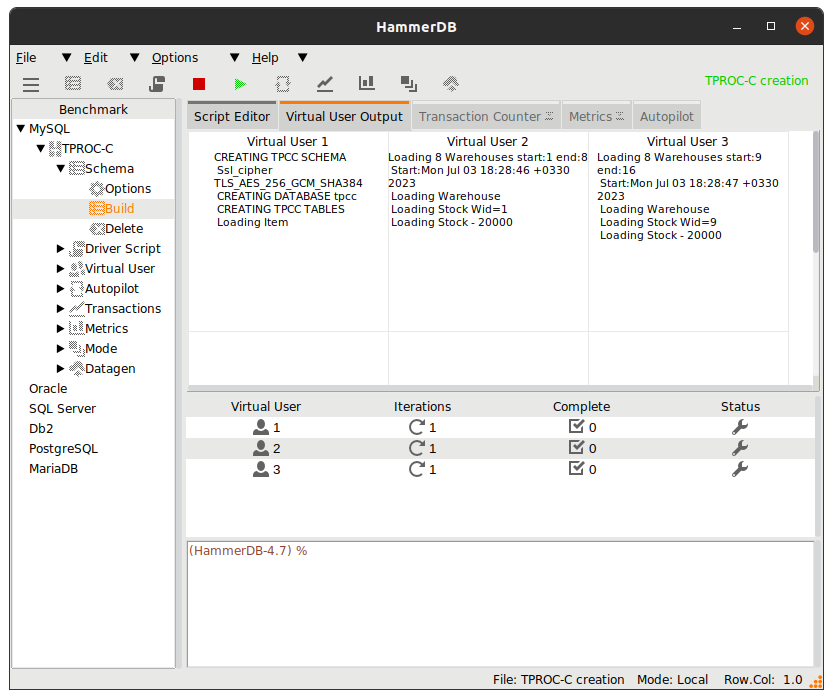 HammerDB
File Edit Options Help
TPROC-C creation
Benchmark
MySQL
TPROC-C
Schema
Options
Build
Delete
Driver Script
Virtual User
Autopilot
Transactions
Metrics
Mode
Datagen
Oracle
SQL Server
Db2
PostgreSQL
MariaDB
Script Editor Virtual User Output Transaction Counter Metrics Autopilot
Virtual User 1
CREATING TPCC SCHEMA
Ssl_cipher
TLS_AES_256_GCM_SHA384
CREATING DATABASE tpcc
CREATING TPCC TABLES
Loading Item
Virtual User 2
Loading 8 Warehouses start:1 end:8
Start:Mon Jul 03 18:28:46 +0330
2023
Loading Warehouse
Loading Stock Wid=1
Loading Stock - 20000
Virtual User 3
Loading 8 Warehouses start:9
end:16
Start:Mon Jul 03 18:28:47 +0330
2023
Loading Warehouse
Loading Stock Wid=9
Loading Stock - 20000
Virtual User Iterations Complete Status
1 1 0
2 1 0
3 1 0
(HammerDB-4.7) %
File: TPROC-C creation Mode: Local Row.Col: 1.0